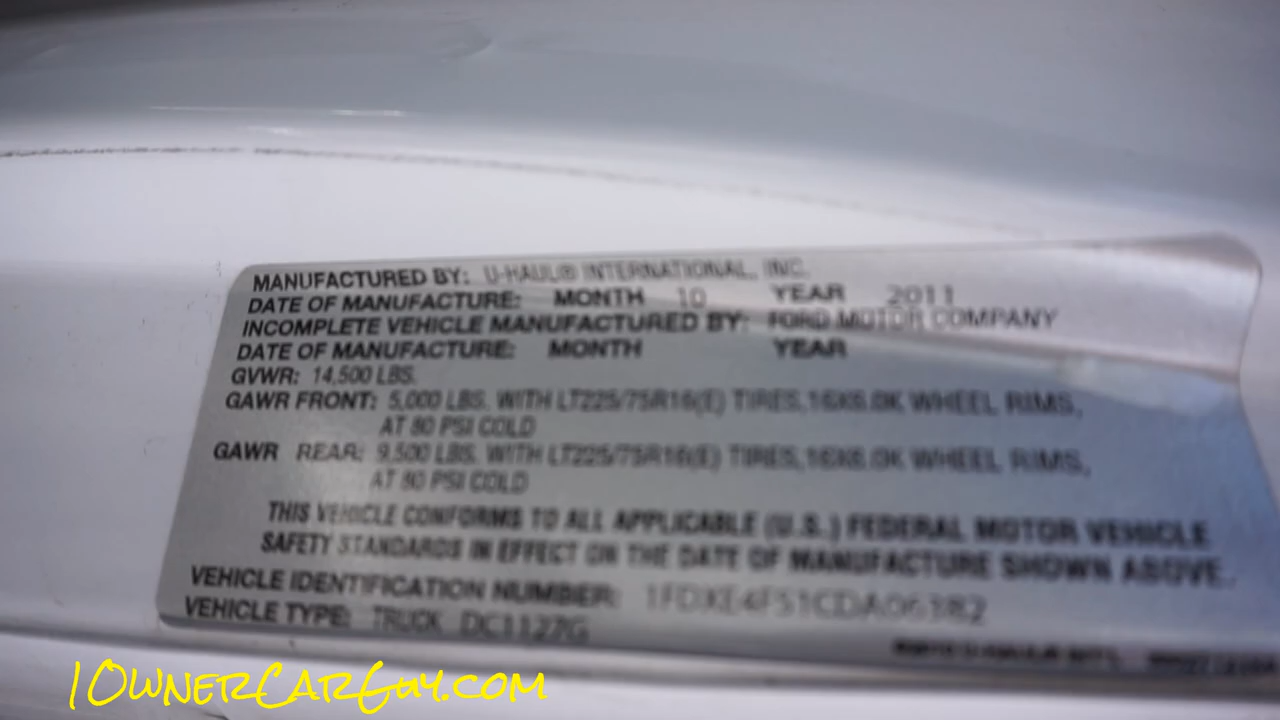 MANUFACTURED BY: U-HAUL® INTERNATIONAL, INC.
DATE OF MANUFACTURE: MONTH 10 YEAR 2011
INCOMPLETE VEHICLE MANUFACTURED BY: FORD MOTOR COMPANY
DATE OF MANUFACTURE: MONTH YEAR
GVWR: 14,500 LBS.
GAWR FRONT: 5,000 LBS. WITH LT225/75R16(E) TIRES, 16X6.0K WHEEL RIMS,
AT 80 PSI COLD
GAWR REAR: 9,500 LBS. WITH LT225/75R16(E) TIRES, 16X6.0K WHEEL RIMS,
AT 80 PSI COLD
THIS VEHICLE CONFORMS TO ALL APPLICABLE (U.S.) FEDERAL MOTOR VEHICLE
SAFETY STANDARDS IN EFFECT ON THE DATE OF MANUFACTURE SHOWN ABOVE.
VEHICLE IDENTIFICATION NUMBER: 1FDXE4FS1CDA06382
VEHICLE TYPE: TRUCK DC1127G
1OwnerCarGuy.com